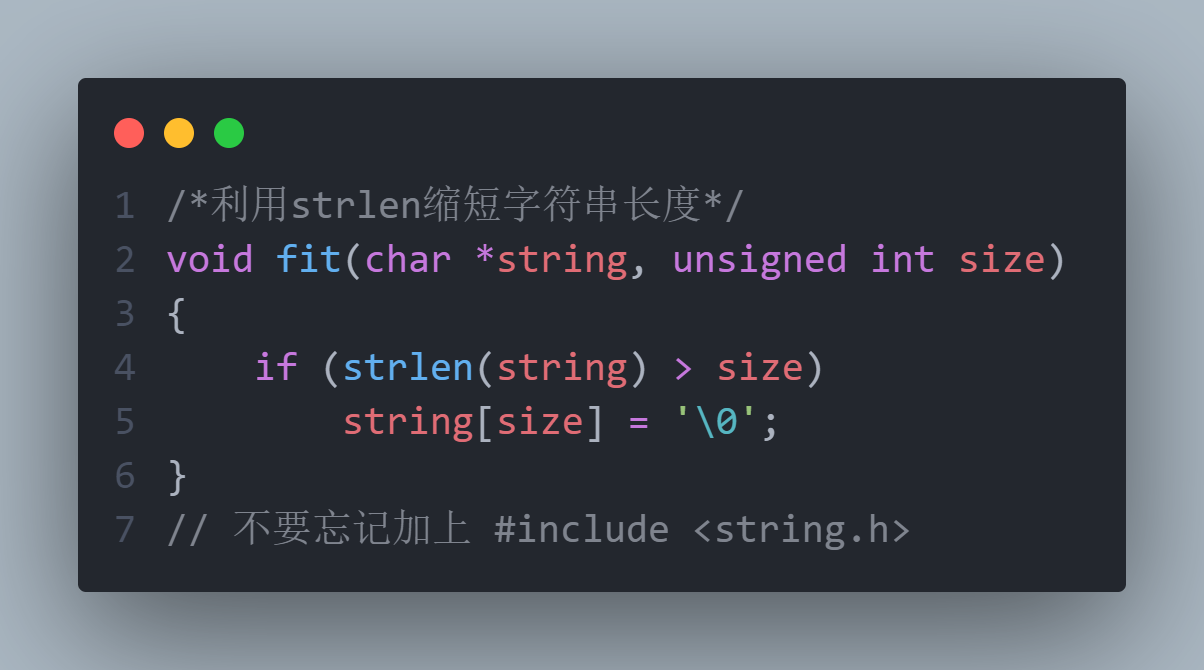 1 /*利用strlen缩短字符串长度*/
2 void fit(char *string, unsigned int size)
3 {
4     if (strlen(string) > size)
5         string[size] = '\0';
6 }
7 // 不要忘记加上 #include <string.h>